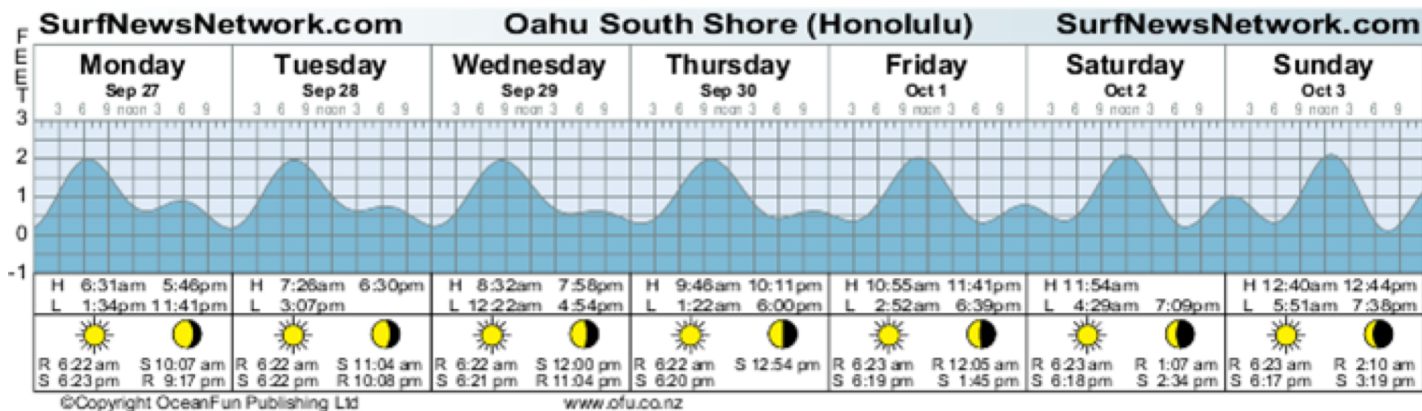 SurfNewsNetwork.com Oahu South Shore (Honolulu) SurfNewsNetwork.com
FEET
Monday Tuesday Wednesday Thursday Friday Saturday Sunday
Sep 27 Sep 28 Sep 29 Sep 30 Oct 1 Oct 2 Oct 3
3 6 9 noon 3 6 9 3 6 9 noon 3 6 9 3 6 9 noon 3 6 9 3 6 9 noon 3 6 9 3 6 9 noon 3 6 9 3 6 9 noon 3 6 9 3 6 9 noon 3 6 9
3
2
1
0
-1
H 6:31am 5:46pm H 7:26am 6:30pm H 8:32am 7:58pm H 9:46am 10:11pm H 10:55am 11:41pm H 11:54am H 12:40am 12:44pm
L 1:34pm 11:41pm L 3:07pm L 12:22am 4:54pm L 1:22am 6:00pm L 2:52am 6:39pm L 4:29am 7:09pm L 5:51am 7:38pm
R 6:22 am S 10:07 am R 6:22 am S 11:04 am R 6:22 am S 12:00 pm R 6:22 am S 12:54 pm R 6:23 am R 12:05 am R 6:23 am R 1:07 am R 6:23 am R 2:10 am
S 6:23 pm R 9:17 pm S 6:22 pm R 10:08 pm S 6:21 pm R 11:04 pm S 6:20 pm S 6:19 pm S 1:45 pm S 6:18 pm S 2:34 pm S 6:17 pm S 3:19 pm
©Copyright OceanFun Publishing Ltd www.ofu.co.nz